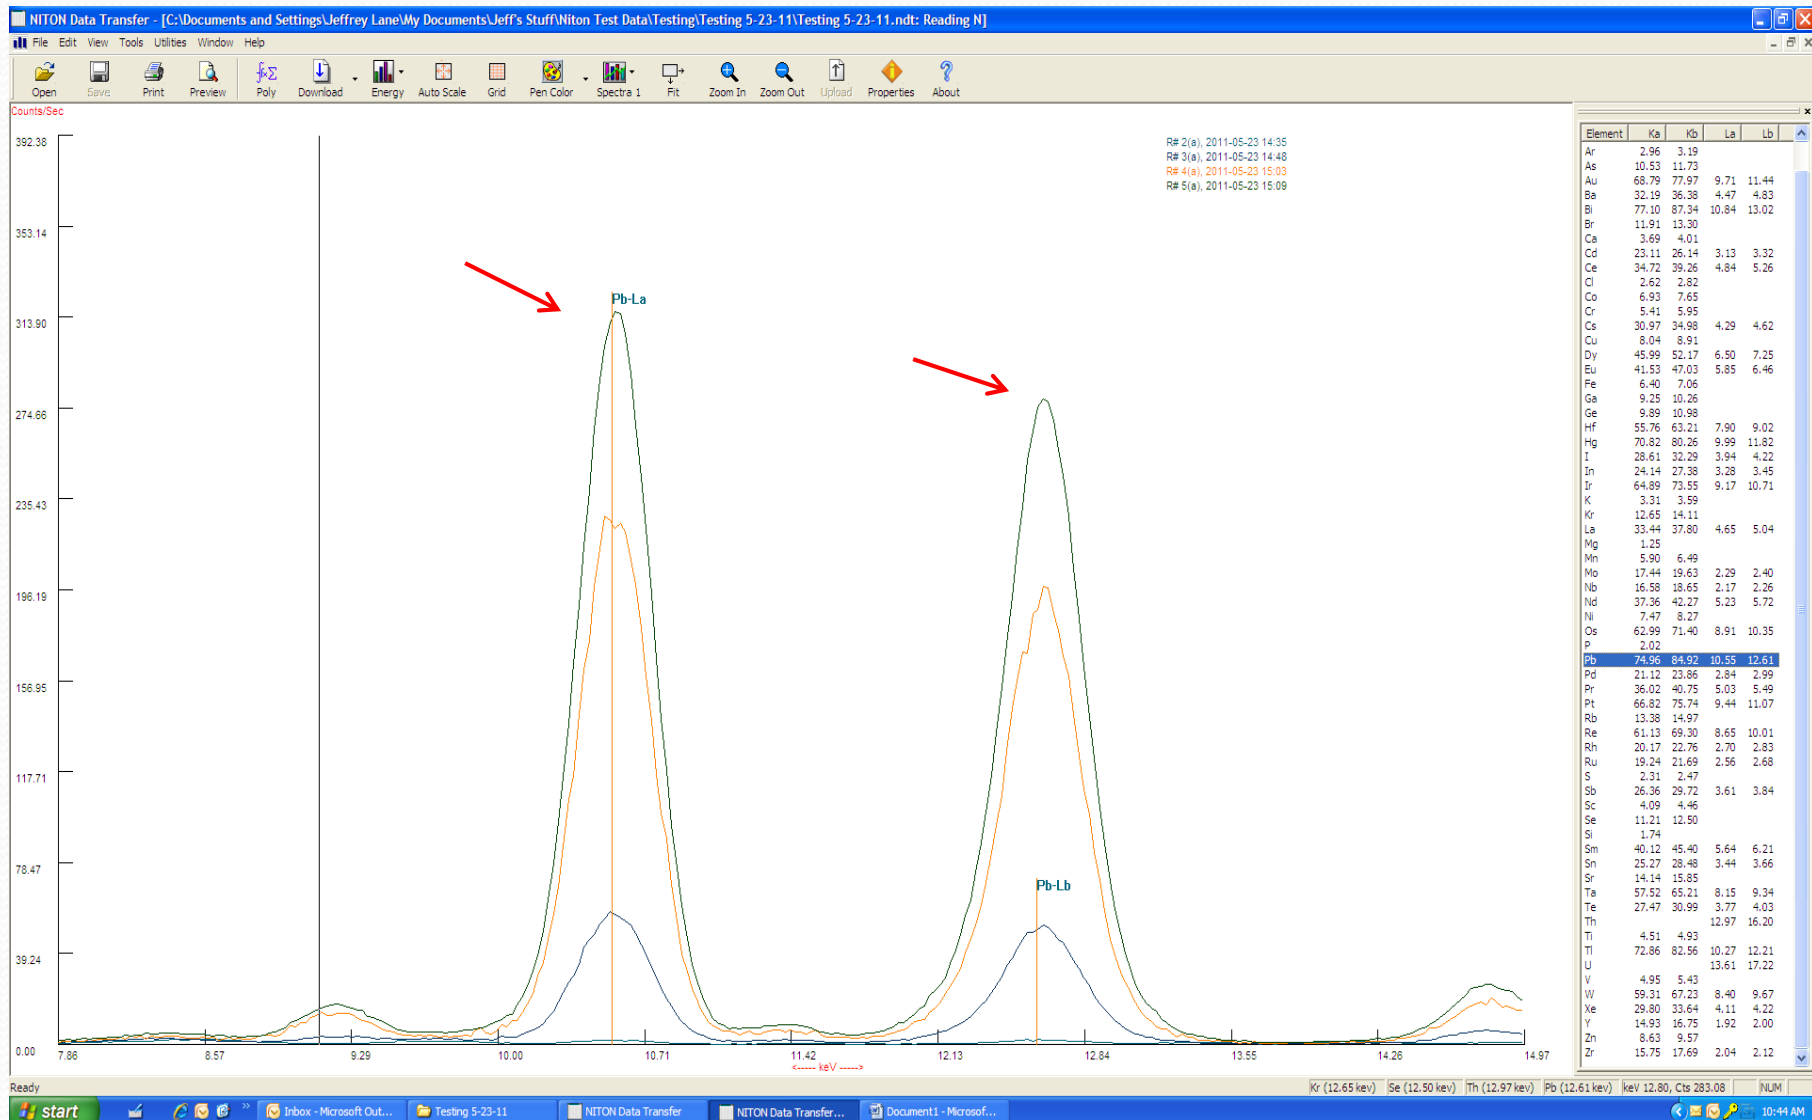 NITON Data Transfer - [C:\Documents and Settings\Jeffrey Lane\My Documents\Jeff's Stuff\Niton Test Data\Testing\Testing 5-23-11\Testing 5-23-11.ndt: Reading N]
File Edit View Tools Utilities Window Help
Open Save Print Preview Poly Download Energy Auto Scale Grid Pen Color Spectra 1 Fit Zoom In Zoom Out Upload Properties About
Counts/Sec
392.38
353.14
313.90
274.66
235.43
196.19
156.95
117.71
78.47
39.24
0.00
R# 2(a), 2011-05-23 14:35
R# 3(a), 2011-05-23 14:48
R# 4(a), 2011-05-23 15:03
R# 5(a), 2011-05-23 15:09
Pb-La
Pb-Lb
7.86 8.57 9.29 10.00 10.71 11.42 12.13 12.84 13.55 14.26 14.97
<----- keV ----->
Element Ka Kb La Lb
Ar 2.96 3.19
As 10.53 11.73
Au 68.79 77.97 9.71 11.44
Ba 32.19 36.38 4.47 4.83
Bi 77.10 87.34 10.84 13.02
Br 11.91 13.30
Ca 3.69 4.01
Cd 23.11 26.14 3.13 3.32
Ce 34.72 39.26 4.84 5.26
Cl 2.62 2.82
Co 6.93 7.65
Cr 5.41 5.95
Cs 30.97 34.98 4.29 4.62
Cu 8.04 8.91
Dy 45.99 52.17 6.50 7.25
Eu 41.53 47.03 5.85 6.46
Fe 6.40 7.06
Ga 9.25 10.26
Ge 9.89 10.98
Hf 55.76 63.21 7.90 9.02
Hg 70.82 80.26 9.99 11.82
I 28.61 32.29 3.94 4.22
In 24.14 27.38 3.28 3.45
Ir 64.89 73.55 9.17 10.71
K 3.31 3.59
Kr 12.65 14.11
La 33.44 37.80 4.65 5.04
Mg 1.25
Mn 5.90 6.49
Mo 17.44 19.63 2.29 2.40
Nb 16.58 18.65 2.17 2.26
Nd 37.36 42.27 5.23 5.72
Ni 7.47 8.27
Os 62.99 71.40 8.91 10.35
P 2.02
Pb 74.96 84.92 10.55 12.61
Pd 21.12 23.86 2.84 2.99
Pr 36.02 40.75 5.03 5.49
Pt 66.82 75.74 9.44 11.07
Rb 13.38 14.97
Re 61.13 69.30 8.65 10.01
Rh 20.17 22.76 2.70 2.83
Ru 19.24 21.69 2.56 2.68
S 2.31 2.47
Sb 26.36 29.72 3.61 3.84
Sc 4.09 4.46
Se 11.21 12.50
Si 1.74
Sm 40.12 45.40 5.64 6.21
Sn 25.27 28.48 3.44 3.66
Sr 14.14 15.85
Ta 57.52 65.21 8.15 9.34
Te 27.47 30.99 3.77 4.03
Th 12.97 16.20
Ti 4.51 4.93
Tl 72.86 82.56 10.27 12.21
U 13.61 17.22
V 4.95 5.43
W 59.31 67.23 8.40 9.67
Xe 29.80 33.64 4.11 4.22
Y 14.93 16.75 1.92 2.00
Zn 8.63 9.57
Zr 15.75 17.69 2.04 2.12
Ready Kr (12.65 kev) Se (12.50 kev) Th (12.97 kev) Pb (12.61 kev) keV 12.80, Cts 283.08 NUM
start Inbox - Microsoft Out... Testing 5-23-11 NITON Data Transfer NITON Data Transfer... Document1 - Microsof... 10:44 AM